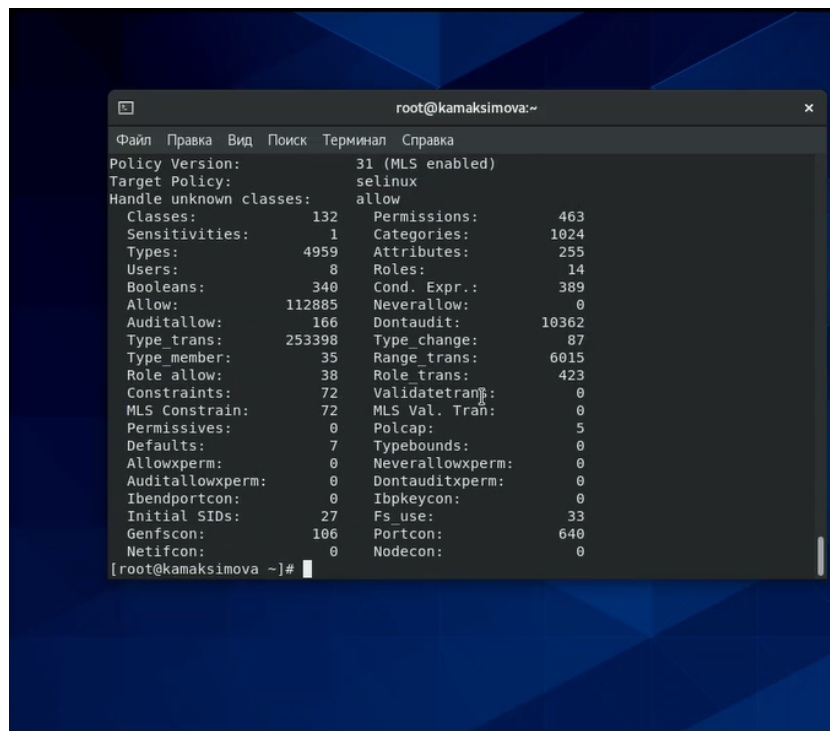 root@kamaksimova:~ ×
Файл Правка Вид Поиск Терминал Справка
Policy Version: 31 (MLS enabled)
Target Policy: selinux
Handle unknown classes: allow
Classes: 132 Permissions: 463
Sensitivities: 1 Categories: 1024
Types: 4959 Attributes: 255
Users: 8 Roles: 14
Booleans: 340 Cond. Expr.: 389
Allow: 112885 Neverallow: 0
Auditallow: 166 Dontaudit: 10362
Type_trans: 253398 Type_change: 87
Type_member: 35 Range_trans: 6015
Role allow: 38 Role_trans: 423
Constraints: 72 Validatetrans: 0
MLS Constrain: 72 MLS Val. Tran: 0
Permissives: 0 Polcap: 5
Defaults: 7 Typebounds: 0
Allowxperm: 0 Neverallowxperm: 0
Auditallowxperm: 0 Dontauditxperm: 0
Ibendportcon: 0 Ibpkeycon: 0
Initial SIDs: 27 Fs_use: 33
Genfscon: 106 Portcon: 640
Netifcon: 0 Nodecon: 0
[root@kamaksimova ~]#